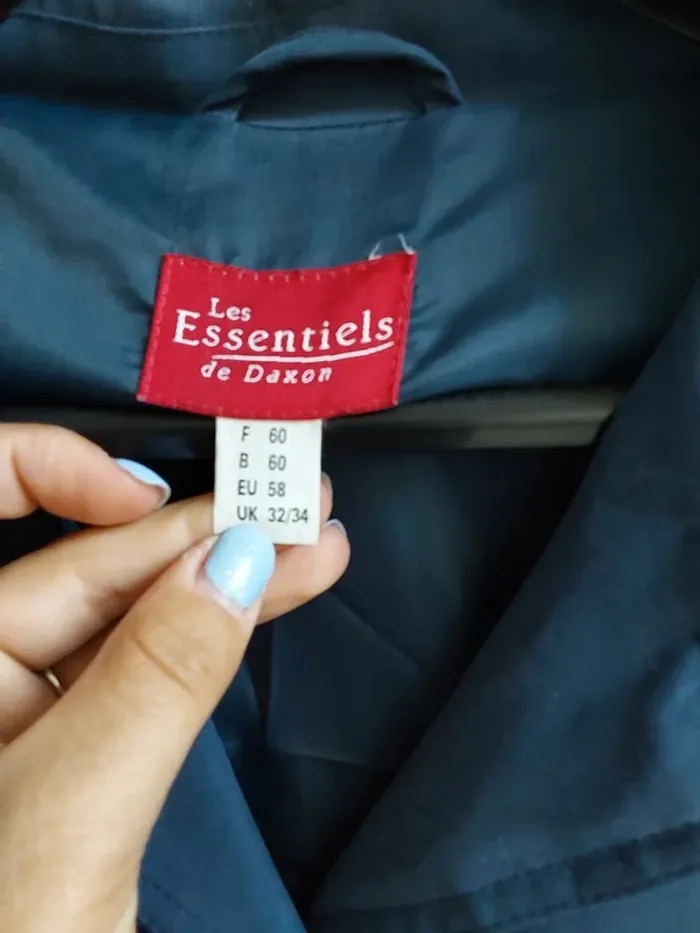 Les
Essentiels
de Daxon
F 60
B 60
EU 58
UK 32/34